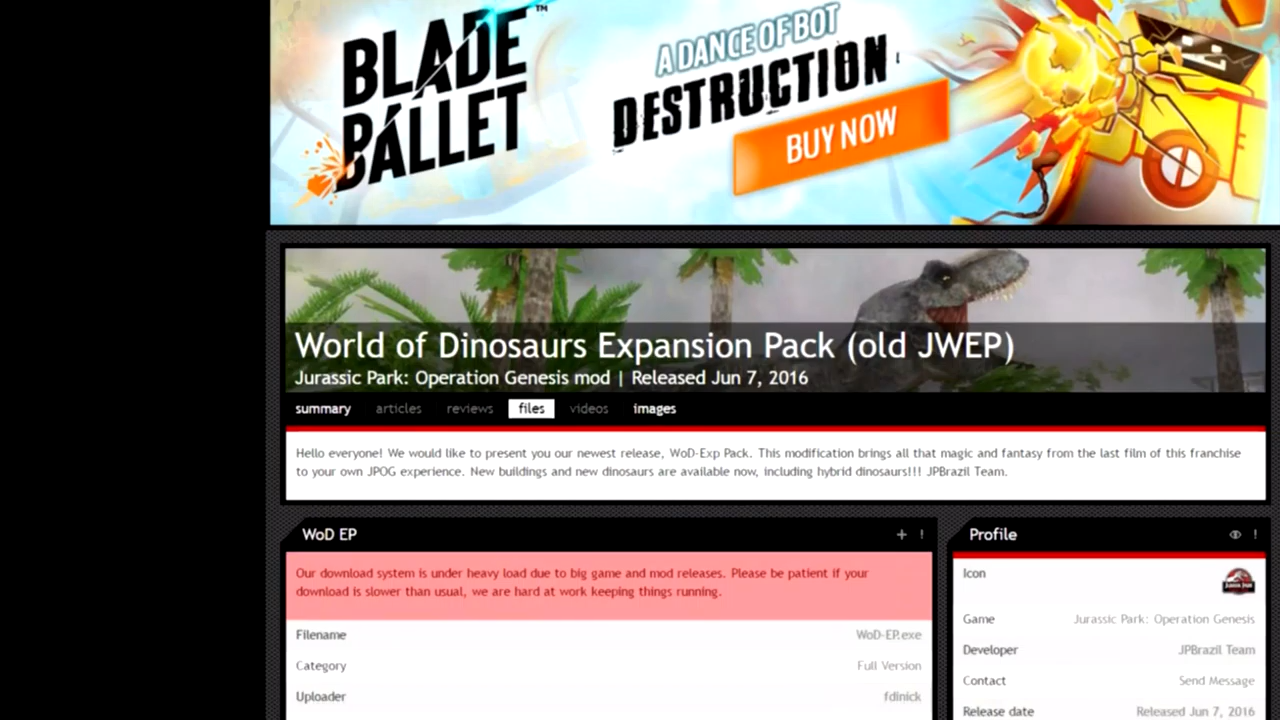 BLADE
BALLET™
A DANCE OF BOT
DESTRUCTION
BUY NOW
World of Dinosaurs Expansion Pack (old JWEP)
Jurassic Park: Operation Genesis mod | Released Jun 7, 2016
summary articles reviews files videos images
Hello everyone! We would like to present you our newest release, WoD-Exp Pack. This modification brings all that magic and fantasy from the last film of this franchise
to your own JPOG experience. New buildings and new dinosaurs are available now, including hybrid dinosaurs!!! JPBrazil Team.
WoD EP + !
Our download system is under heavy load due to big game and mod releases. Please be patient if your
download is slower than usual, we are hard at work keeping things running.
Filename WoD-EP.exe
Category Full Version
Uploader fdinick
Profile !
Icon
JURASSIC PARK
Game Jurassic Park: Operation Genesis
Developer JPBrazil Team
Contact Send Message
Release date Released Jun 7, 2016